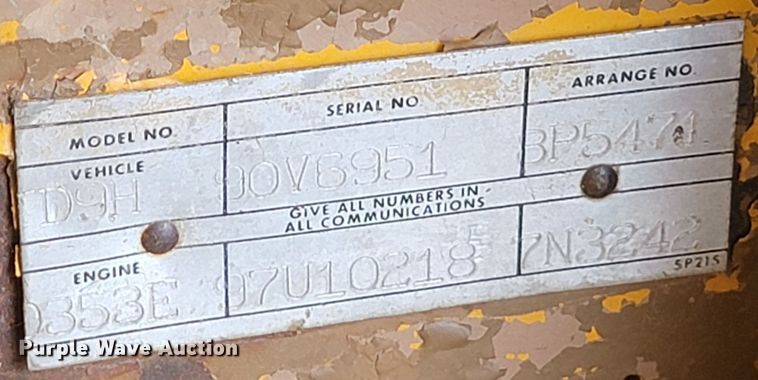 MODEL NO SERIAL NO ARRANGE NO.
VEHICLE
D9H 90V6951 3P5471
GIVE ALL NUMBERS IN
ALL COMMUNICATIONS
ENGINE
D353E 97U10218 7N3242
5P215
Purple Wave Auction